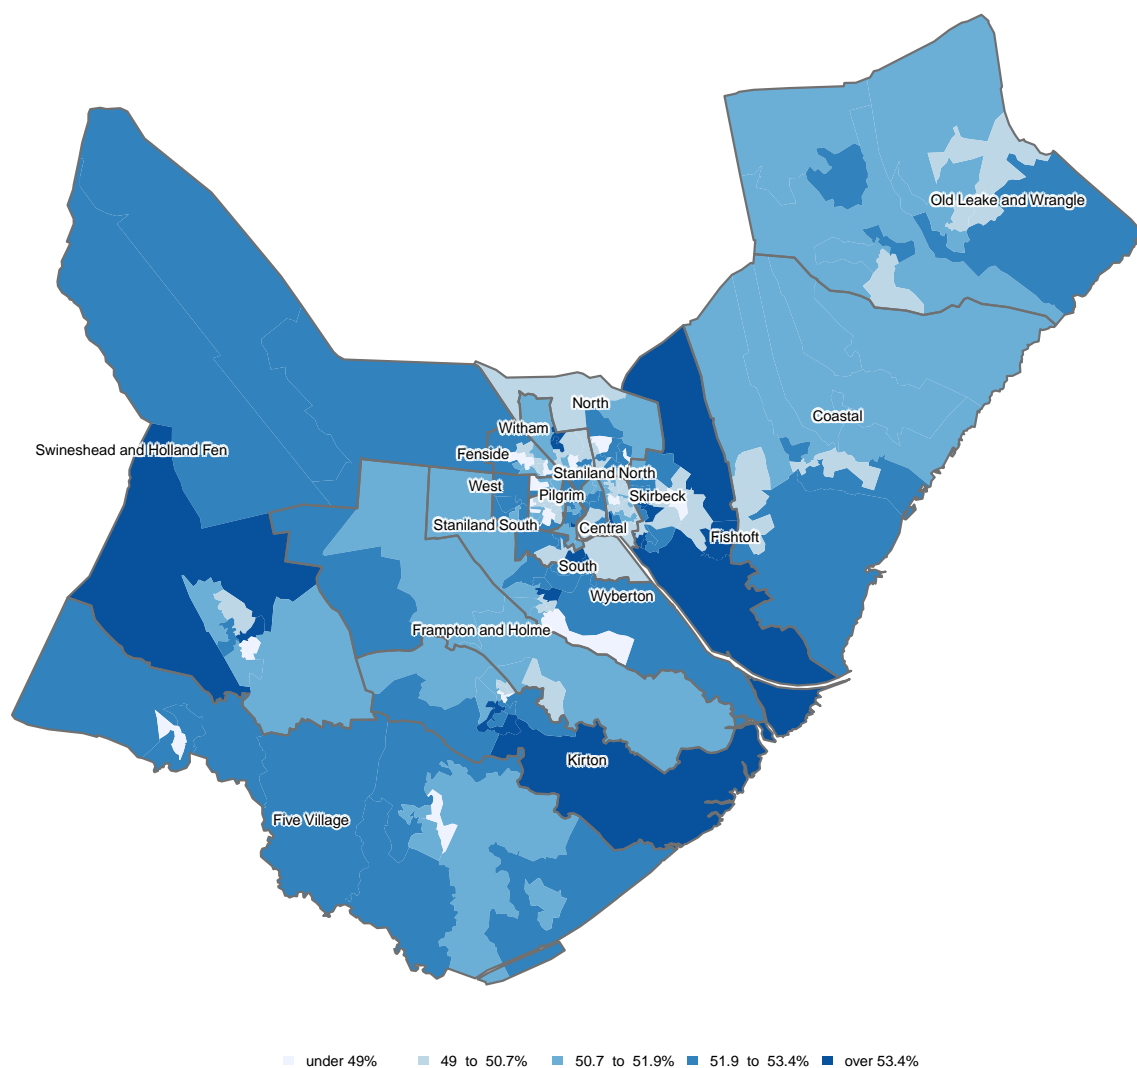 Old Leake and Wrangle
North
Coastal
Witham
Swineshead and Holland Fen
Fenside
Staniland North
West
Pilgrim
Skirbeck
Staniland South
Central
Fishtoft
South
Wyberton
Frampton and Holme
Kirton
Five Village
under 49%
49 to 50.7%
50.7 to 51.9%
51.9 to 53.4%
over 53.4%